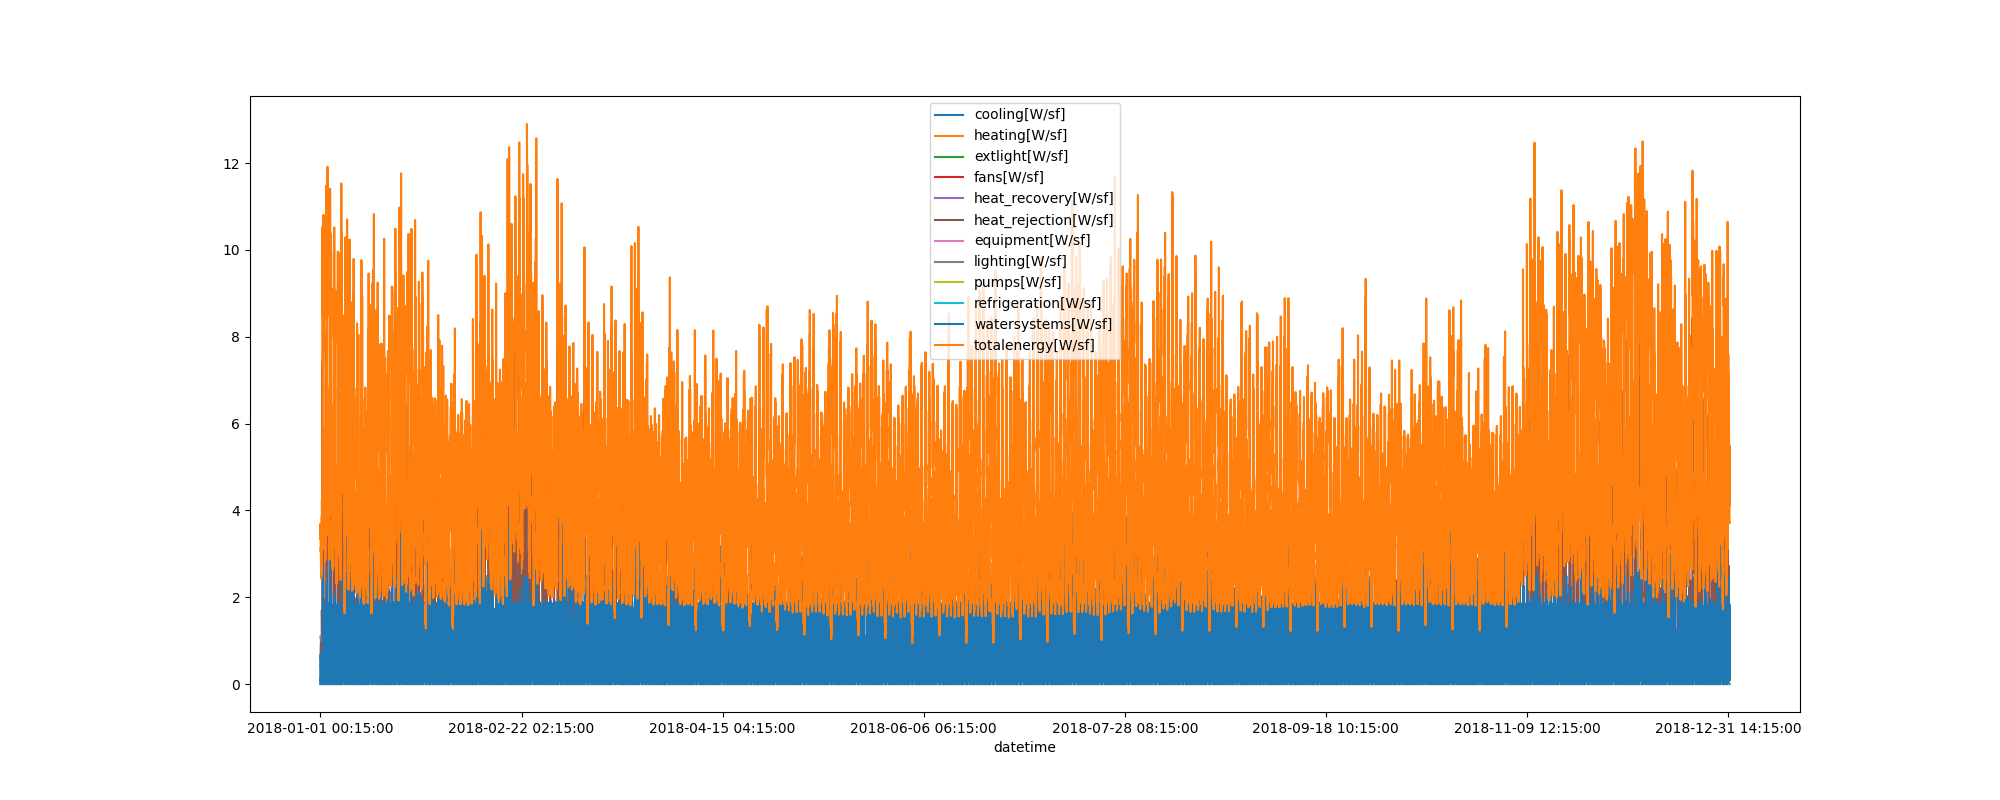 cooling[W/sf]
heating[W/sf]
extlight[W/sf]
fans[W/sf]
heat_recovery[W/sf]
heat_rejection[W/sf]
equipment[W/sf]
lighting[W/sf]
pumps[W/sf]
refrigeration[W/sf]
watersystems[W/sf]
totalenergy[W/sf]
12
10
8
6
4
2
0
2018-01-01 00:15:00 2018-02-22 02:15:00 2018-04-15 04:15:00 2018-06-06 06:15:00 2018-07-28 08:15:00 2018-09-18 10:15:00 2018-11-09 12:15:00 2018-12-31 14:15:00
datetime